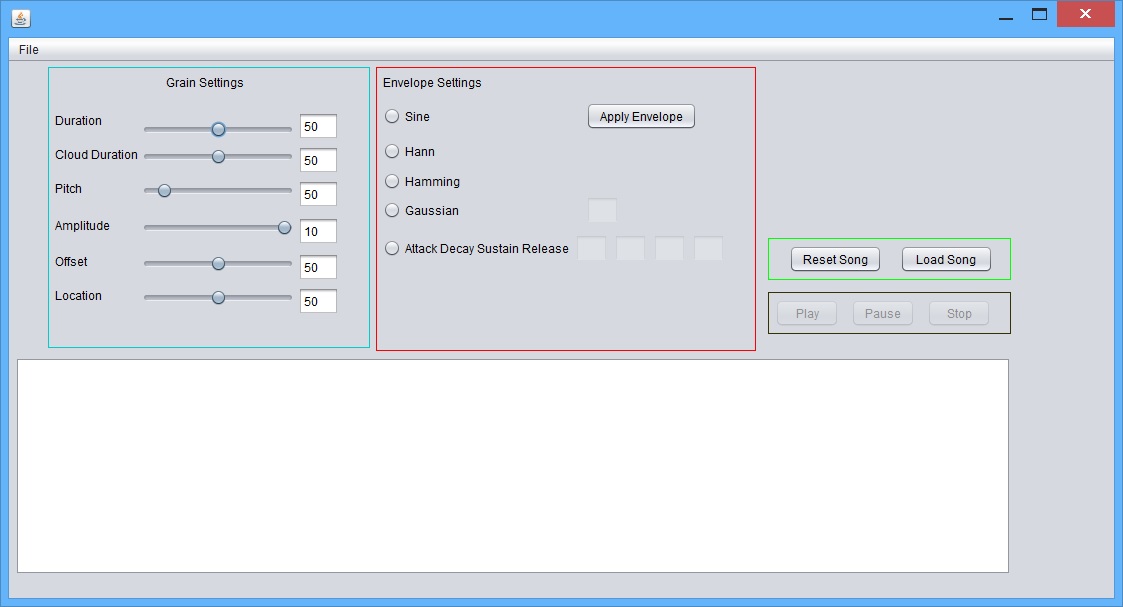 File
Grain Settings
Duration 50
Cloud Duration 50
Pitch 50
Amplitude 10
Offset 50
Location 50
Envelope Settings
Sine Apply Envelope
Hann
Hamming
Gaussian
Attack Decay Sustain Release
Reset Song Load Song
Play Pause Stop